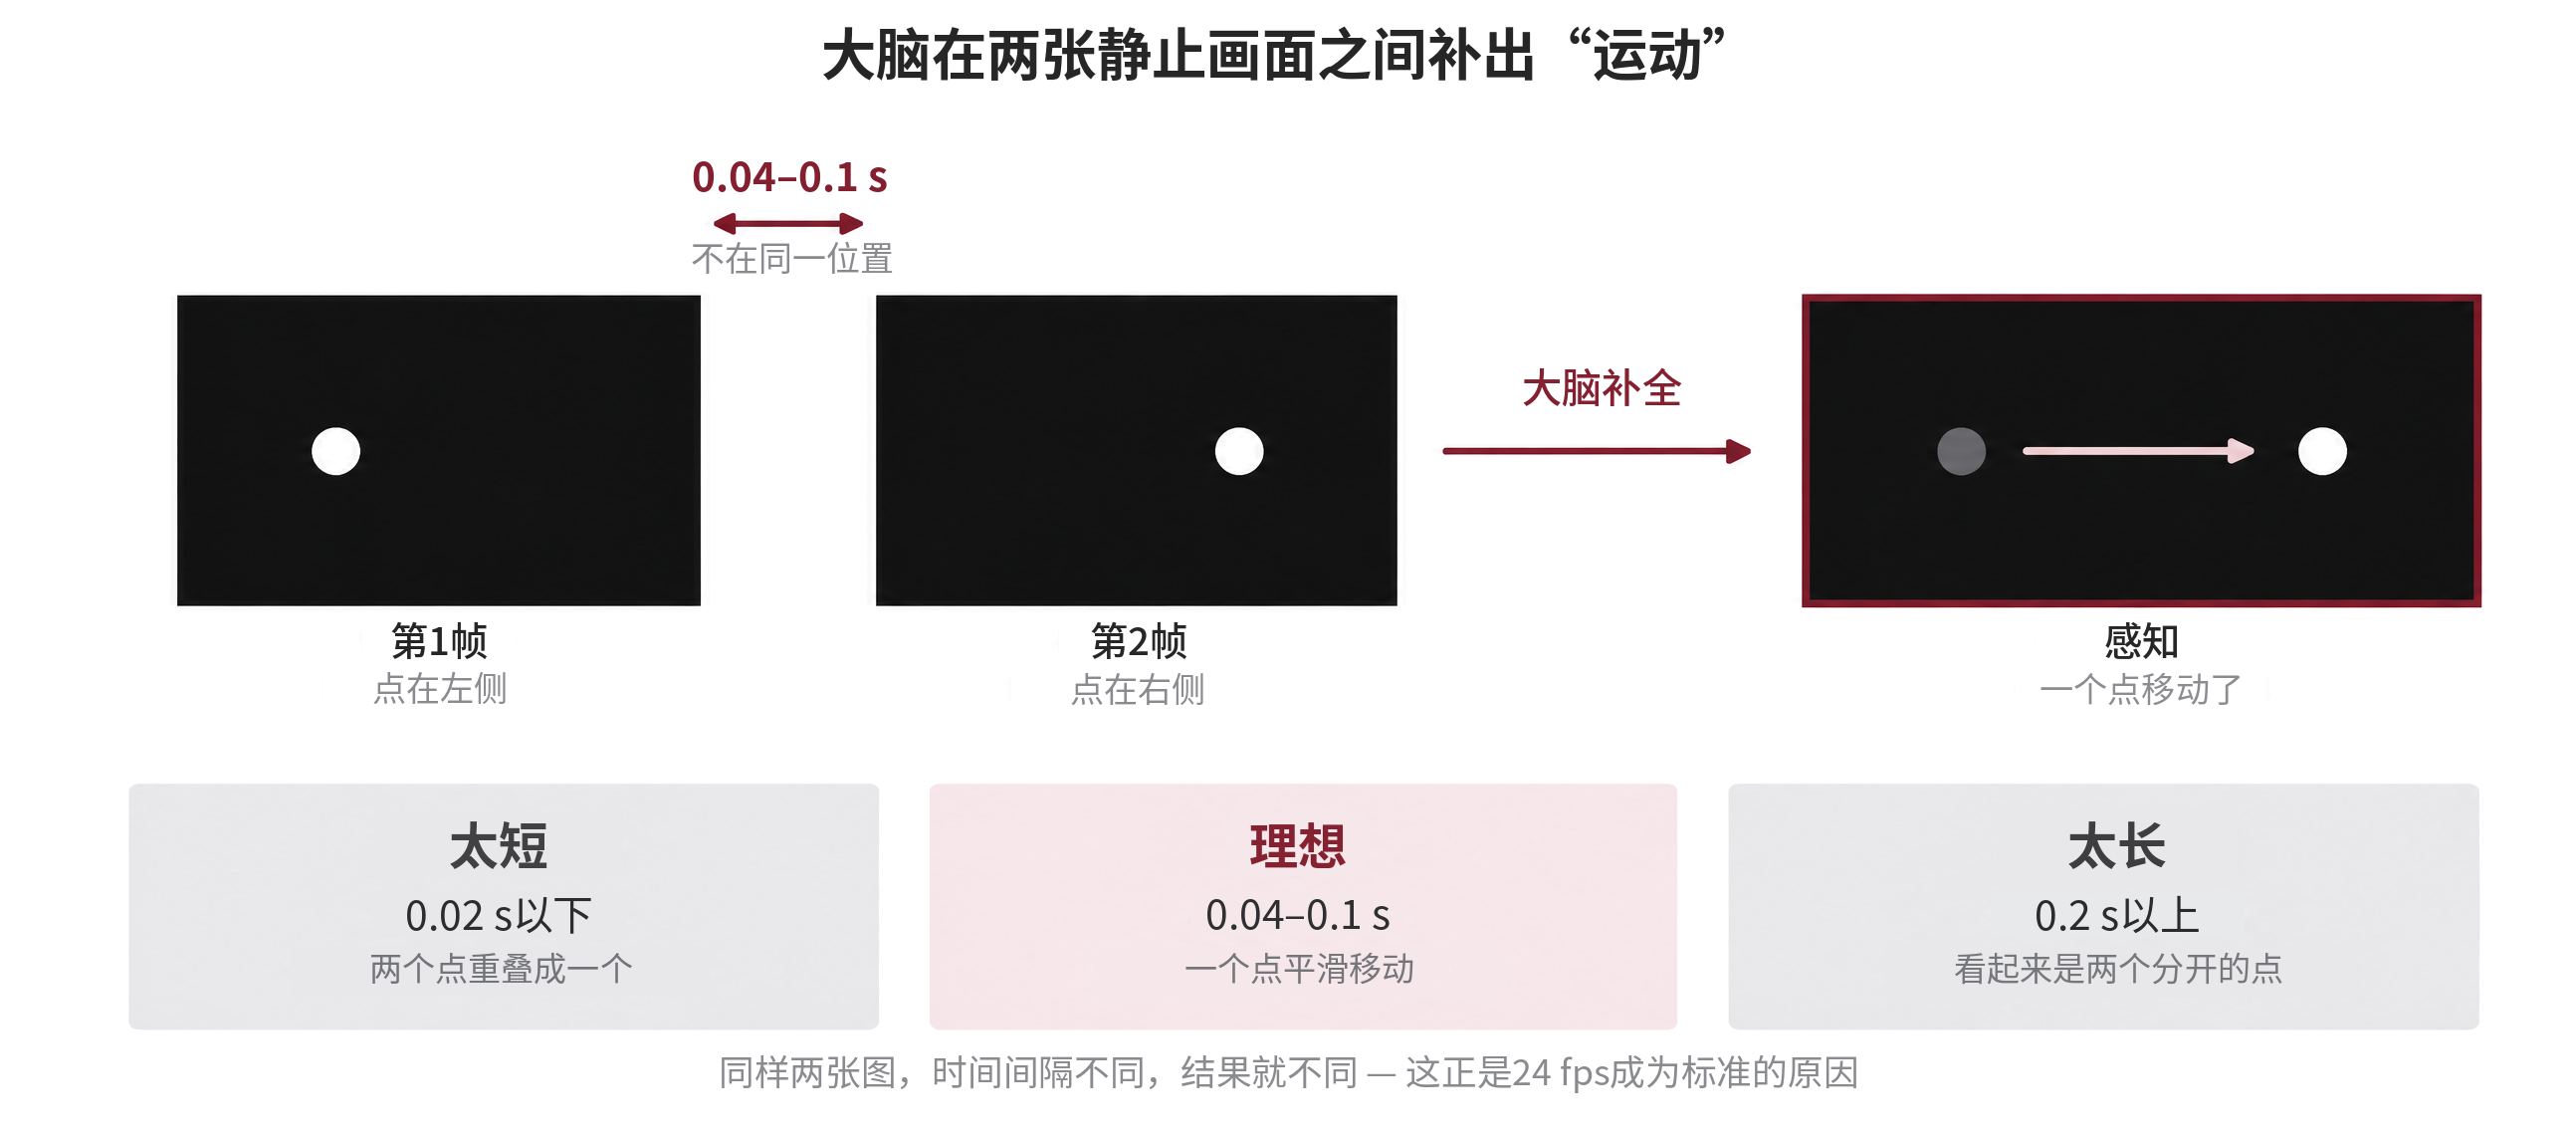 大脑在两张静止画面之间补出“运动”
0.04–0.1 s
不在同一位置
大脑补全
第1帧
点在左侧
第2帧
点在右侧
感知
一个点移动了
太短
0.02 s以下
两个点重叠成一个
理想
0.04–0.1 s
一个点平滑移动
太长
0.2 s以上
看起来是两个分开的点
同样两张图，时间间隔不同，结果就不同 — 这正是24 fps成为标准的原因